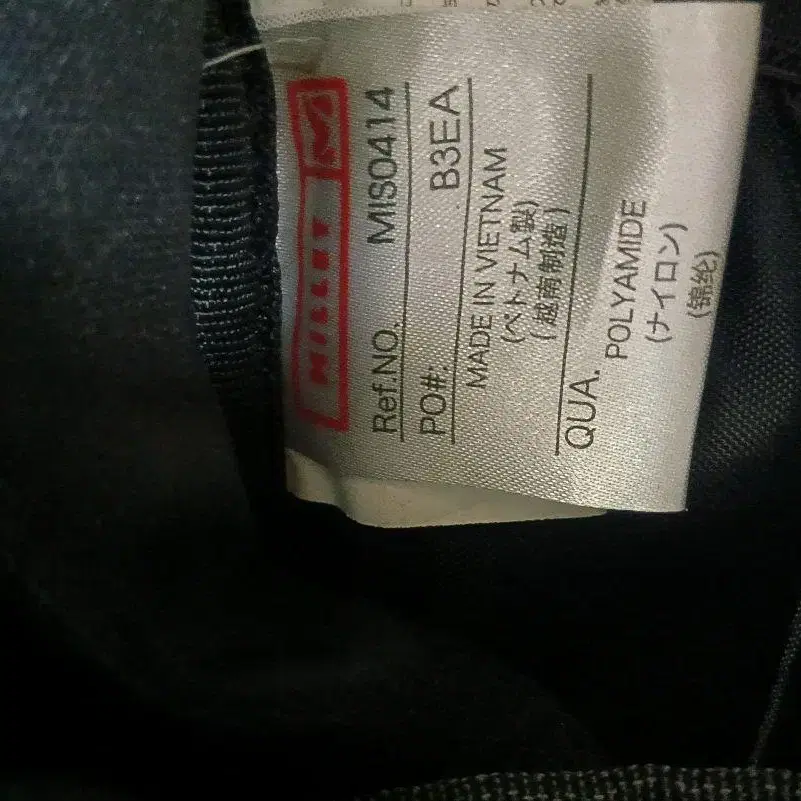 MILLET
Ref.NO. MIS0414
PO#: B3EA
MADE IN VIETNAM
(ベトナム製)
(越南制造)
QUA. POLYAMIDE
(ナイロン)
(锦纶)